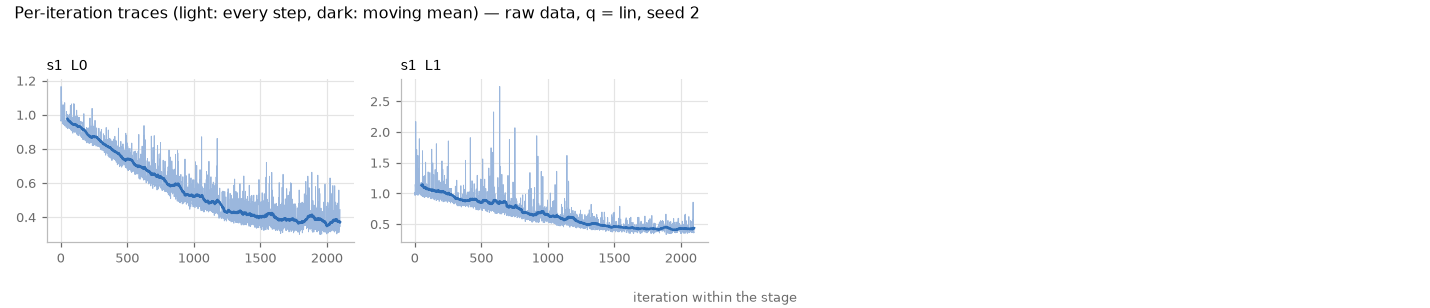 Per-iteration traces (light: every step, dark: moving mean) — raw data, q = lin, seed 2
s1 L0
s1 L1
1.2
1.0
0.8
0.6
0.4
0 500 1000 1500 2000
2.5
2.0
1.5
1.0
0.5
0 500 1000 1500 2000
iteration within the stage